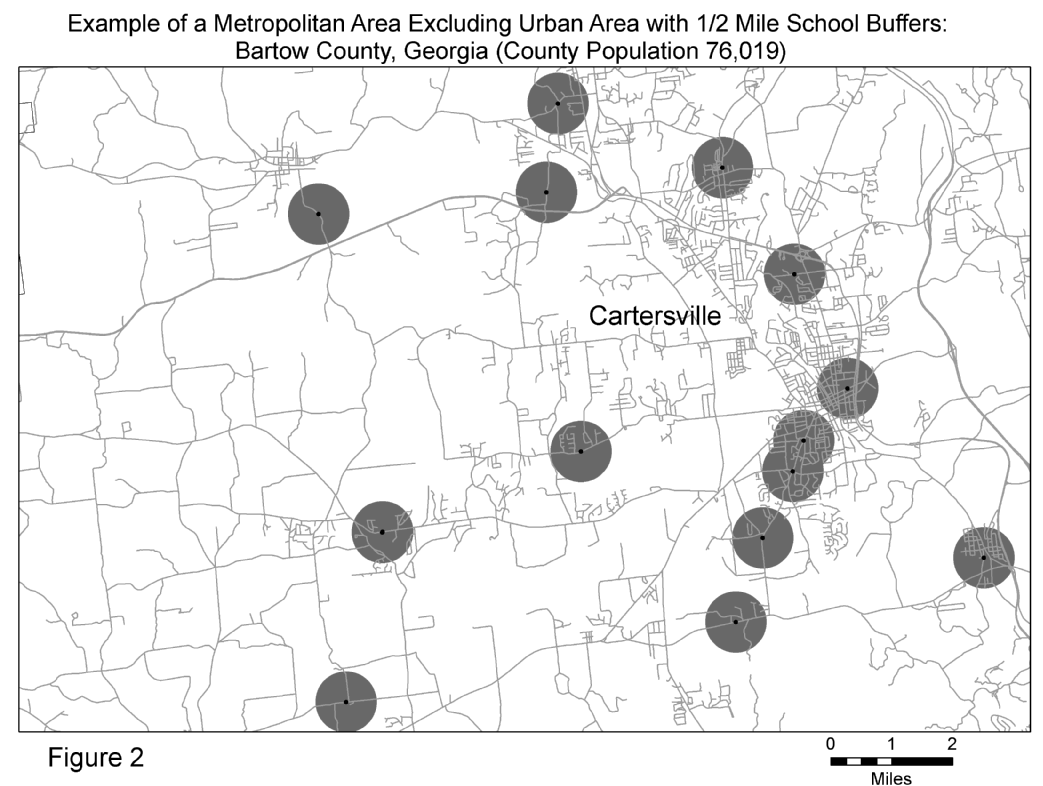 Example of a Metropolitan Area Excluding Urban Area with 1/2 Mile School Buffers:
Bartow County, Georgia (County Population 76,019)
Cartersville
Figure 2
0 1 2
Miles